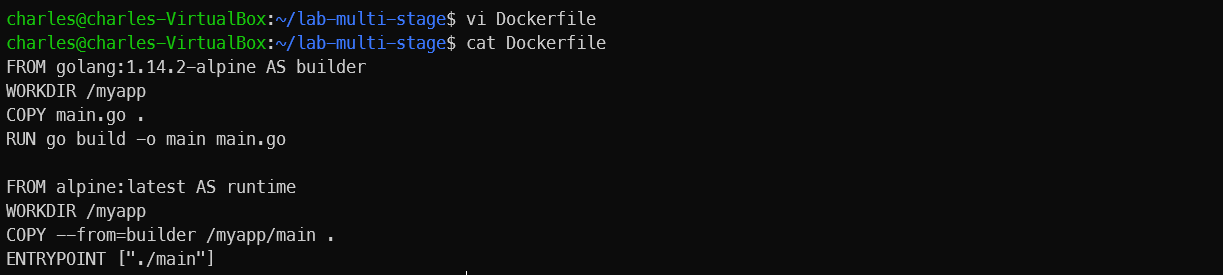 charles@charles-VirtualBox:~/lab-multi-stage$ vi Dockerfile
charles@charles-VirtualBox:~/lab-multi-stage$ cat Dockerfile
FROM golang:1.14.2-alpine AS builder
WORKDIR /myapp
COPY main.go .
RUN go build -o main main.go

FROM alpine:latest AS runtime
WORKDIR /myapp
COPY --from=builder /myapp/main .
ENTRYPOINT ["./main"]